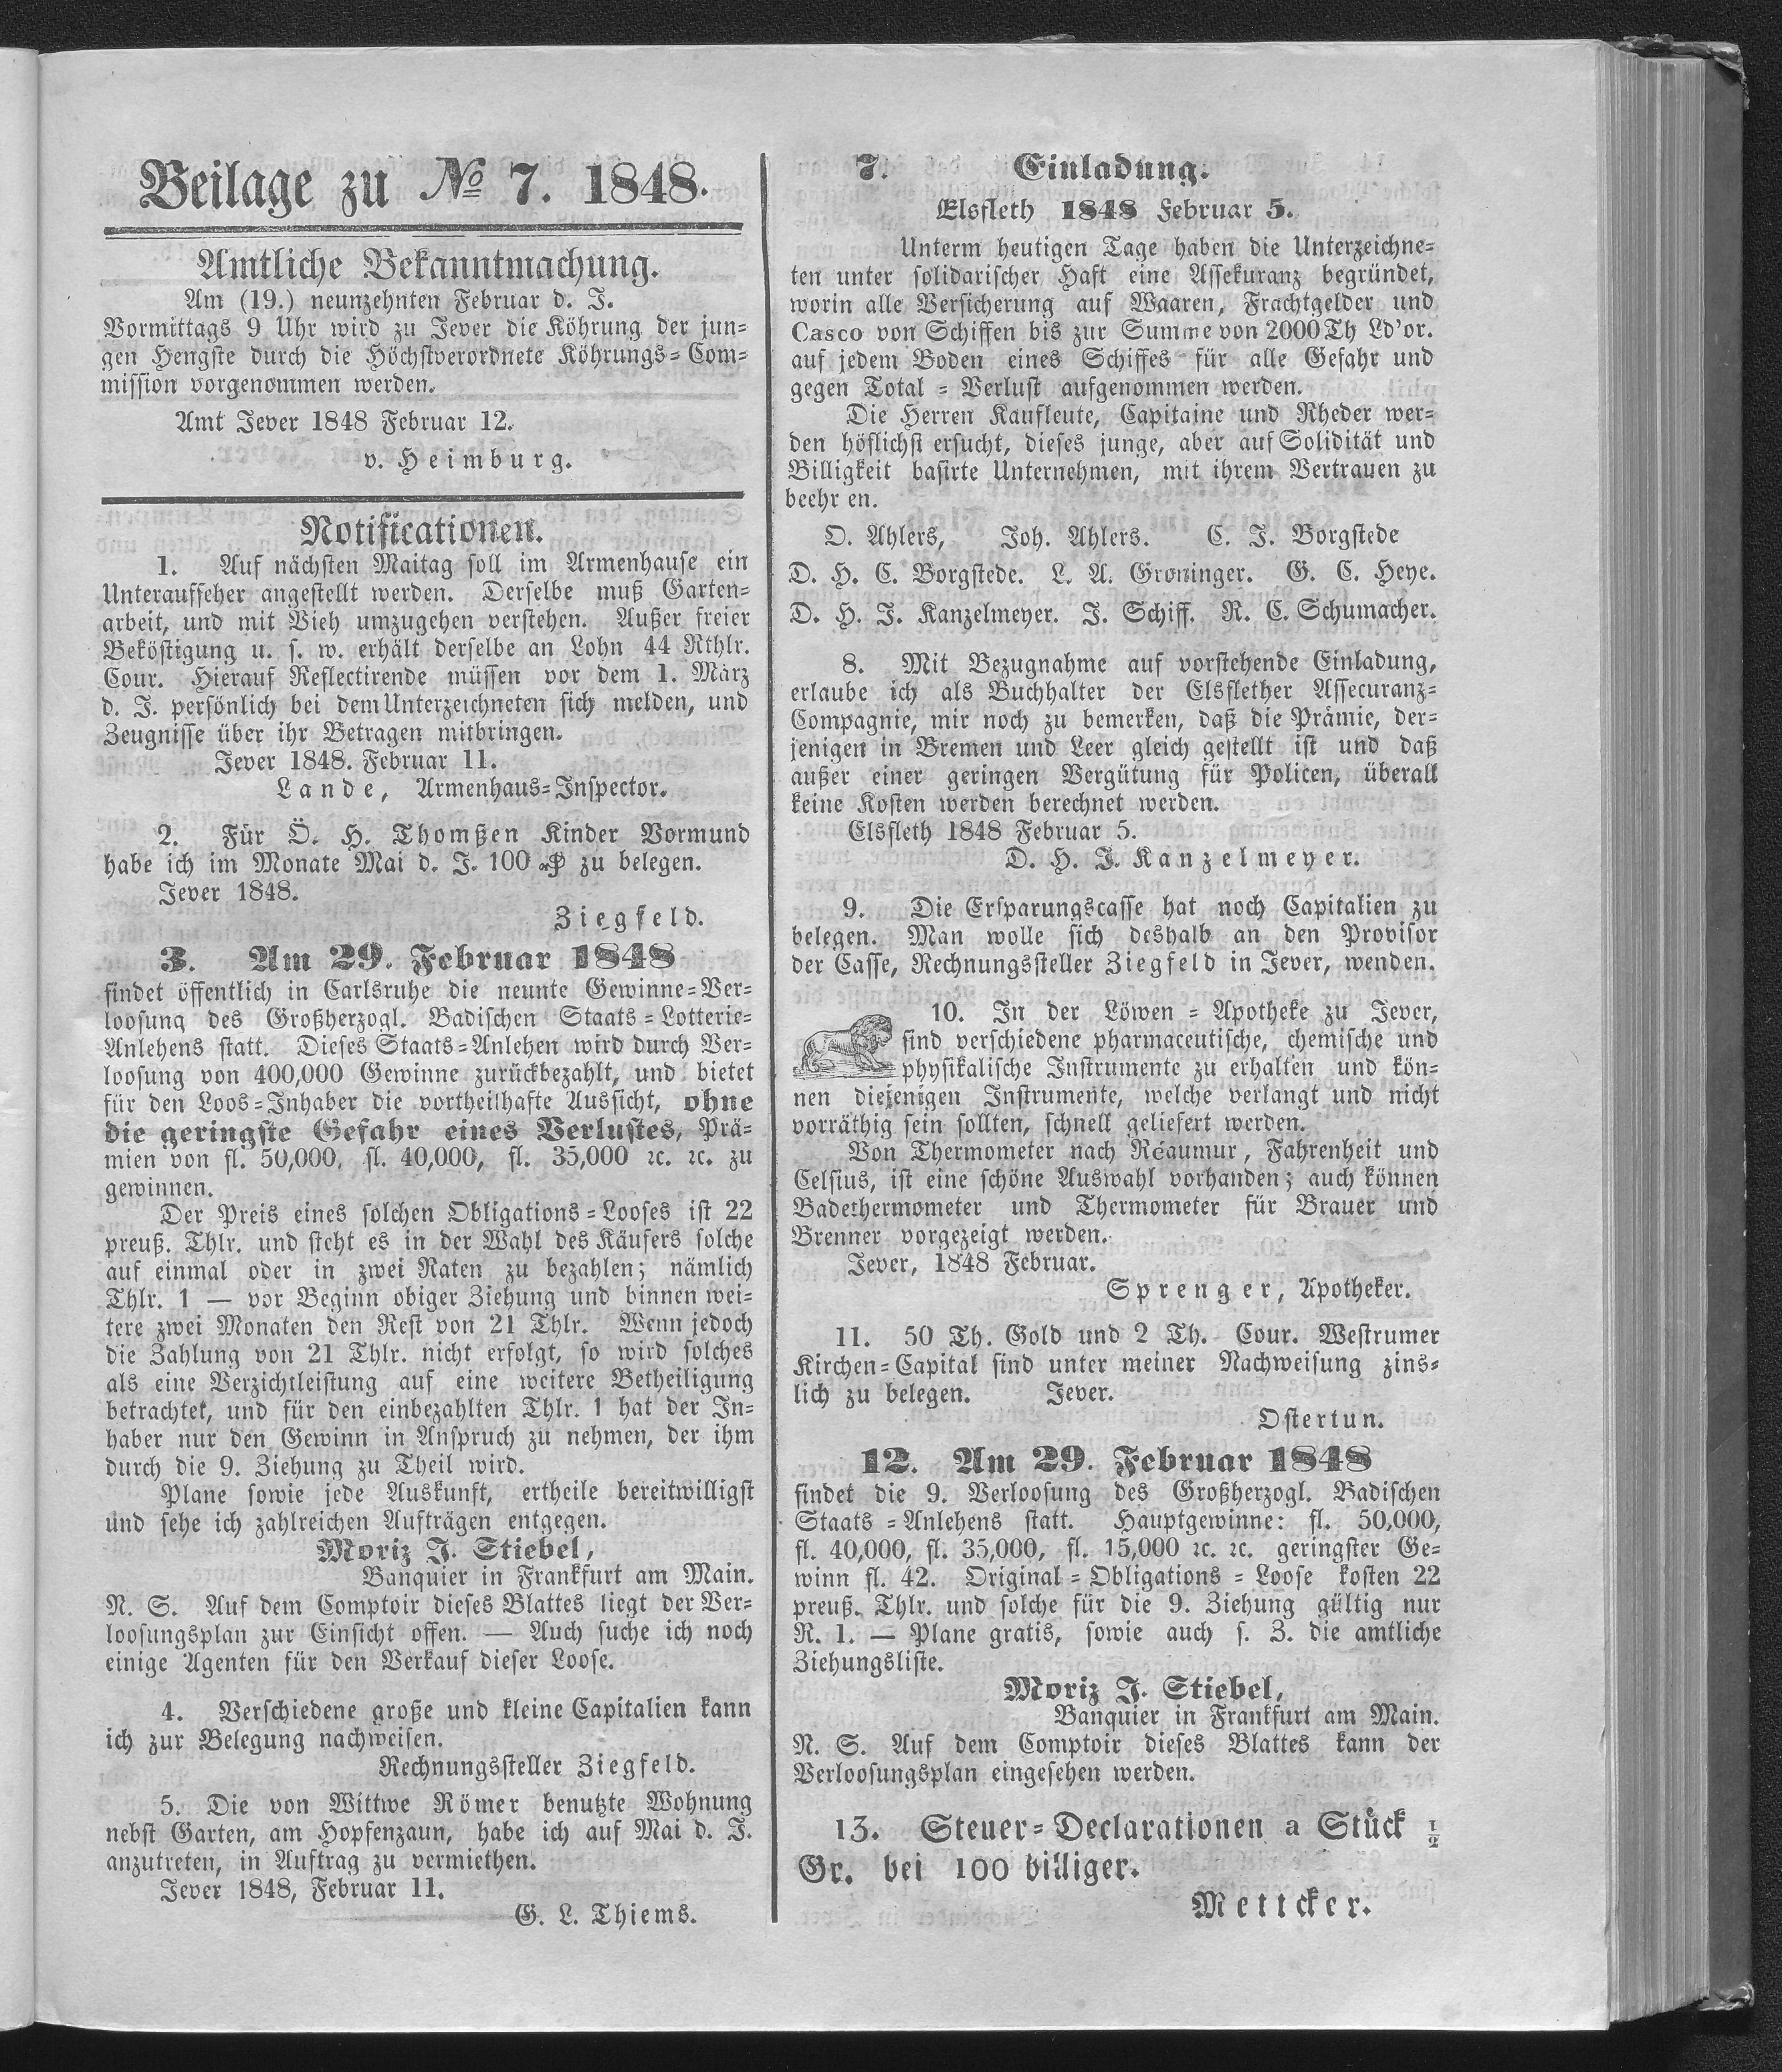 Beilage zu № 7. 1848.
Amtliche Bekanntmachung.
Am (19.) neunzehnten Februar d. J.
Vormittags 9 Uhr wird zu Jever die Köhrung der jun-
gen Hengste durch die Höchstverordnete Köhrungs-Com-
mission vorgenommen werden.
Amt Jever 1848 Februar 12.
v. Heimburg.
Notificationen.
1. Auf nächsten Maitag soll im Armenhause ein
Unteraufseher angestellt werden. Derselbe muß Garten-
arbeit, und mit Vieh umzugehen verstehen. Außer freier
Beköstigung u. s. w. erhält derselbe an Lohn 44 Rthlr.
Cour. Hierauf Reflectirende müssen vor dem 1. März
d. J. persönlich bei dem Unterzeichneten sich melden, und
Zeugnisse über ihr Betragen mitbringen.
Jever 1848. Februar 11.
Lande, Armenhaus-Inspector.
2. Für Ö. H. Thomßen Kinder Vormund
habe ich im Monate Mai d. J. 100 ₰ zu belegen.
Jever 1848.
Ziegfeld.
3. Am 29. Februar 1848
findet öffentlich in Carlsruhe die neunte Gewinne-Ver-
loosung des Großherzogl. Badischen Staats-Lotterie-
Anlehens statt. Dieses Staats-Anlehen wird durch Ver-
loosung von 400,000 Gewinne zurückbezahlt, und bietet
für den Loos-Inhaber die vortheilhafte Aussicht, ohne
die geringste Gefahr eines Verlustes, Prä-
mien von fl. 50,000, fl. 40,000, fl. 35,000 ꝛc. ꝛc. zu
gewinnen.
Der Preis eines solchen Obligations-Looses ist 22
preuß. Thlr. und steht es in der Wahl des Käufers solche
auf einmal oder in zwei Raten zu bezahlen; nämlich
Thlr. 1 — vor Beginn obiger Ziehung und binnen wei-
tere zwei Monaten den Rest von 21 Thlr. Wenn jedoch
die Zahlung von 21 Thlr. nicht erfolgt, so wird solches
als eine Verzichtleistung auf eine weitere Betheiligung
betrachtet, und für den einbezahlten Thlr. 1 hat der In-
haber nur den Gewinn in Anspruch zu nehmen, der ihm
durch die 9. Ziehung zu Theil wird.
Plane sowie jede Auskunft, ertheile bereitwilligst
und sehe ich zahlreichen Aufträgen entgegen.
Moriz J. Stiebel,
Banquier in Frankfurt am Main.
N. S. Auf dem Comptoir dieses Blattes liegt der Ver-
loosungsplan zur Einsicht offen. — Auch suche ich noch
einige Agenten für den Verkauf dieser Loose.
4. Verschiedene große und kleine Capitalien kann
ich zur Belegung nachweisen.
Rechnungssteller Ziegfeld.
5. Die von Wittwe Römer benutzte Wohnung
nebst Garten, am Hopfenzaun, habe ich auf Mai d. J.
anzutreten, in Auftrag zu vermiethen.
Jever 1848, Februar 11.
G. L. Thiems.
7. Einladung.
Elsfleth 1848 Februar 5.
Unterm heutigen Tage haben die Unterzeichne-
ten unter solidarischer Haft eine Assekuranz begründet,
worin alle Versicherung auf Waaren, Frachtgelder und
Casco von Schiffen bis zur Summe von 2000 Th Ld'or.
auf jedem Boden eines Schiffes für alle Gefahr und
gegen Total-Verlust aufgenommen werden.
Die Herren Kaufleute, Capitaine und Rheder wer-
den höflichst ersucht, dieses junge, aber auf Solidität und
Billigkeit basirte Unternehmen, mit ihrem Vertrauen zu
beehr en.
O. Ahlers, Joh. Ahlers. C. J. Borgstede
D. H. C. Borgstede. L. A. Groninger. G. C. Heye.
D. H. J. Kanzelmeyer. J. Schiff. R. C. Schumacher.
8. Mit Bezugnahme auf vorstehende Einladung,
erlaube ich als Buchhalter der Elsflether Assecuranz-
Compagnie, mir noch zu bemerken, daß die Prämie, der-
jenigen in Bremen und Leer gleich gestellt ist und daß
außer einer geringen Vergütung für Policen, überall
keine Kosten werden berechnet werden.
Elsfleth 1848 Februar 5.
D. H. J. Kanzelmeyer.
9. Die Ersparungscasse hat noch Capitalien zu
belegen. Man wolle sich deshalb an den Provisor
der Casse, Rechnungssteller Ziegfeld in Jever, wenden.
10. In der Löwen-Apotheke zu Jever,
sind verschiedene pharmaceutische, chemische und
physikalische Instrumente zu erhalten und kön-
nen diejenigen Instrumente, welche verlangt und nicht
vorräthig sein sollten, schnell geliefert werden.
Von Thermometer nach Réaumur, Fahrenheit und
Celsius, ist eine schöne Auswahl vorhanden; auch können
Badethermometer und Thermometer für Brauer und
Brenner vorgezeigt werden.
Jever, 1848 Februar.
Sprenger, Apotheker.
11. 50 Th. Gold und 2 Th. Cour. Westrumer
Kirchen-Capital sind unter meiner Nachweisung zins-
lich zu belegen. Jever.
Ostertun.
12. Am 29. Februar 1848
findet die 9. Verloosung des Großherzogl. Badischen
Staats-Anlehens statt. Hauptgewinne: fl. 50,000,
fl. 40,000, fl. 35,000, fl. 15,000 ꝛc. ꝛc. geringster Ge-
winn fl. 42. Original-Obligations-Loose kosten 22
preuß. Thlr. und solche für die 9. Ziehung gültig nur
R. 1. — Plane gratis, sowie auch s. Z. die amtliche
Ziehungsliste.
Moriz J. Stiebel,
Banquier in Frankfurt am Main.
N. S. Auf dem Comptoir dieses Blattes kann der
Verloosungsplan eingesehen werden.
13. Steuer-Declarationen a Stück ½
Gr. bei 100 billiger.
Mettcker.